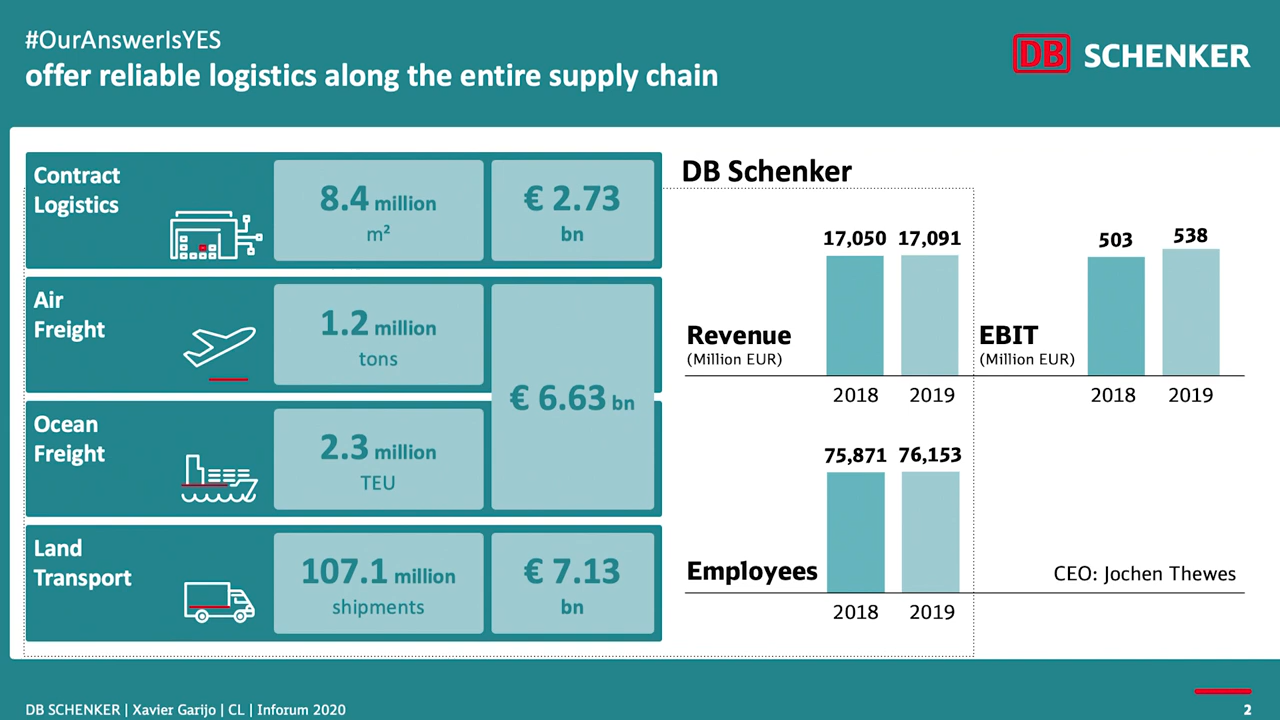 #OurAnswerIsYES
offer reliable logistics along the entire supply chain
DB SCHENKER
Contract
Logistics
8.4 million
m²
€ 2.73
bn
Air
Freight
1.2 million
tons
€ 6.63 bn
Ocean
Freight
2.3 million
TEU
Land
Transport
107.1 million
shipments
€ 7.13
bn
DB Schenker
Revenue
(Million EUR)
17,050 17,091
2018 2019
EBIT
(Million EUR)
503 538
2018 2019
Employees
75,871 76,153
2018 2019
CEO: Jochen Thewes
DB SCHENKER | Xavier Garijo | CL | Inforum 2020
2